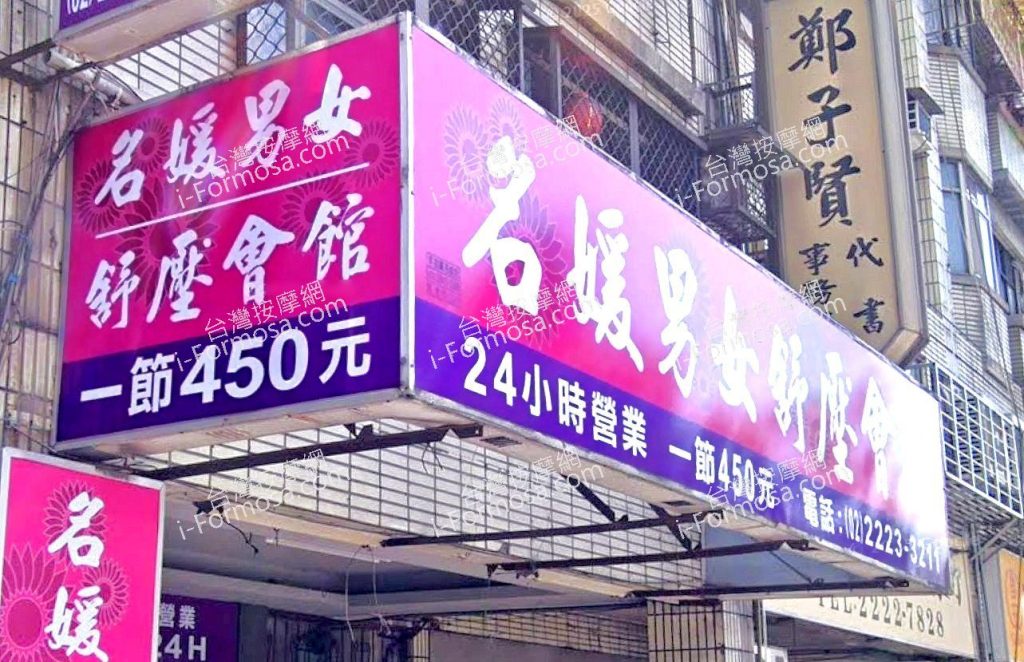 名媛男女
舒壓會館
一節450元
名媛男女舒壓會
24小時營業 一節450元 電話:(02)2223-3211
鄭子賢
代書
事務
名媛
營業
24H
TEL:2222-7828
台灣按摩網
i-Formosa.com